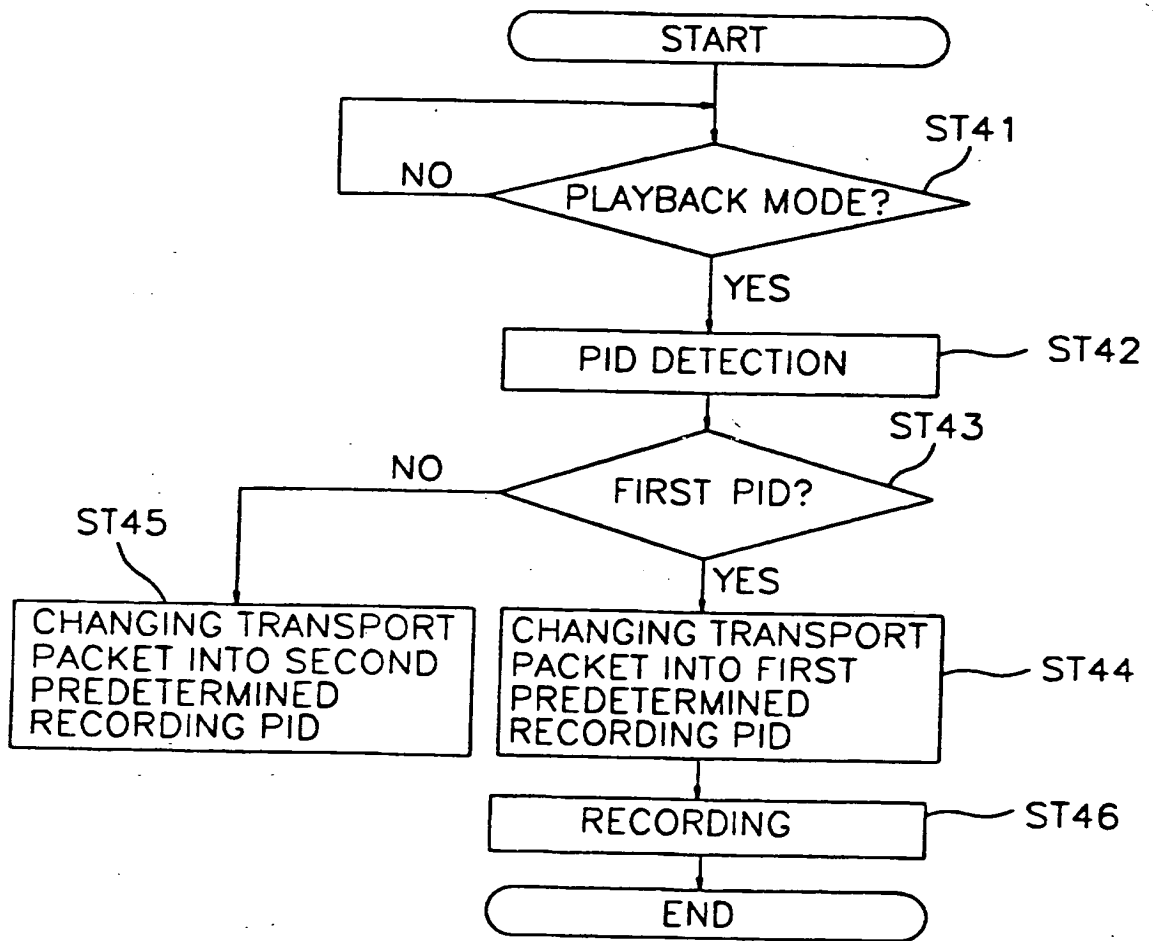 START
ST41
NO
PLAYBACK MODE?
YES
PID DETECTION
ST42
ST43
NO
FIRST PID?
ST45
YES
CHANGING TRANSPORT
PACKET INTO SECOND
PREDETERMINED
RECORDING PID
CHANGING TRANSPORT
PACKET INTO FIRST
PREDETERMINED
RECORDING PID
ST44
RECORDING
ST46
END